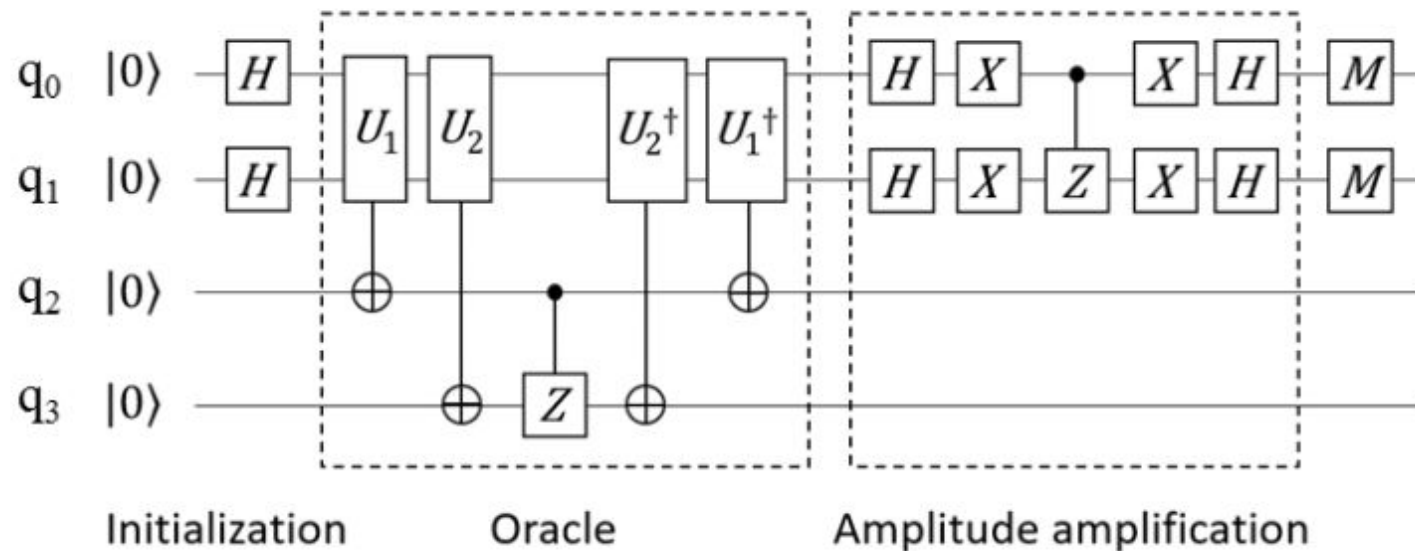 q₀ |0⟩ H U₁ U₂ U₂† U₁† H X X H M
q₁ |0⟩ H H X Z X H M
q₂ |0⟩
q₃ |0⟩ Z
Initialization Oracle Amplitude amplification